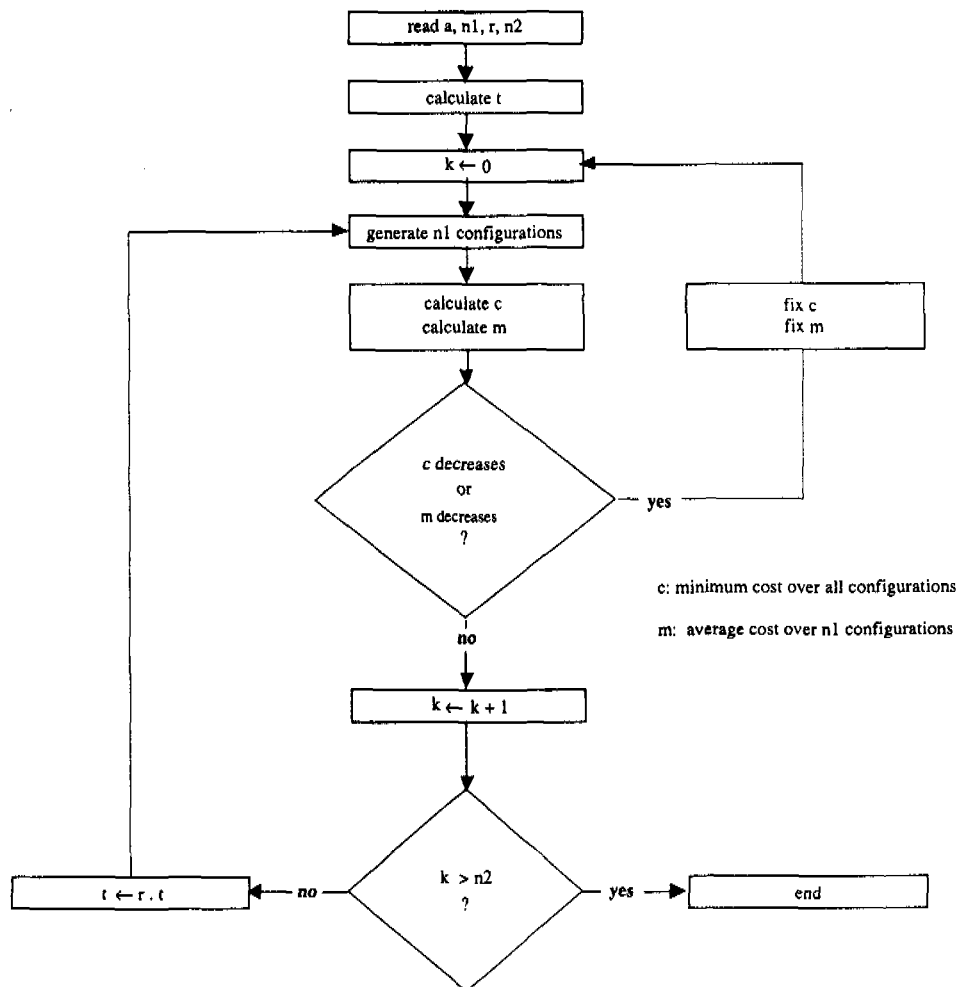 read a, n1, r, n2
calculate t
k ← 0
generate n1 configurations
calculate c
calculate m
fix c
fix m
c decreases
or
m decreases
?
yes
c: minimum cost over all configurations
m: average cost over n1 configurations
no
k ← k + 1
k > n2
?
no
t ← r . t
yes
end